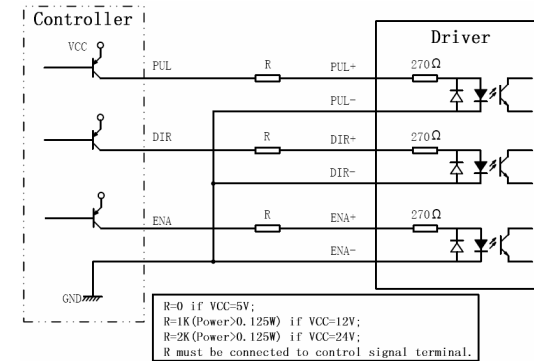 Controller
Driver
VCC
PUL R PUL+ 270Ω
PUL-
DIR R DIR+ 270Ω
DIR-
ENA R ENA+ 270Ω
ENA-
GND
R=0 if VCC=5V;
R=1K(Power>0.125W) if VCC=12V;
R=2K(Power>0.125W) if VCC=24V;
R must be connected to control signal terminal.